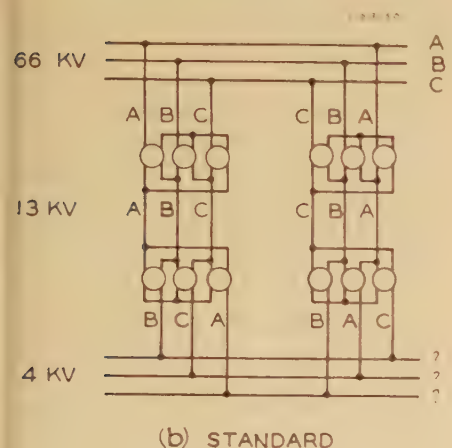 A
66 KV B
C
A B C C B A
13 KV A B C C B A
B C A B A C
4 KV ?
?
?
(b) STANDARD